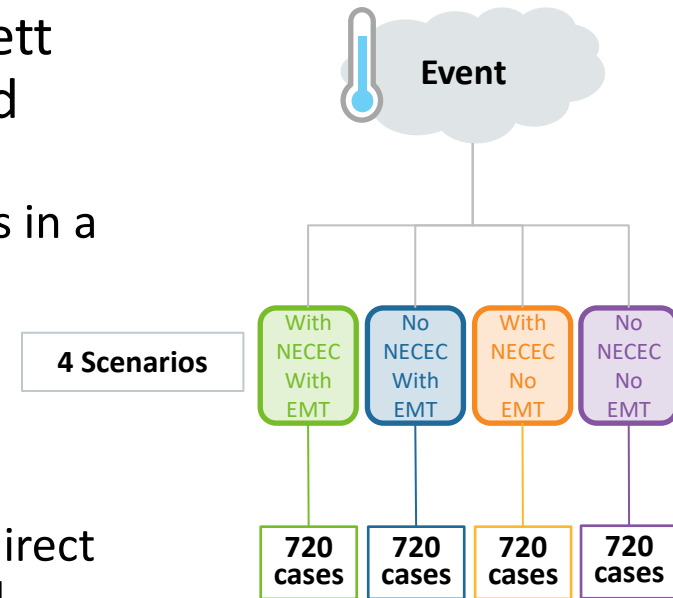 ett
d
s in a
irect
Event
4 Scenarios
With
NECEC
With
EMT
No
NECEC
With
EMT
With
NECEC
No
EMT
No
NECEC
No
EMT
720
cases
720
cases
720
cases
720
cases